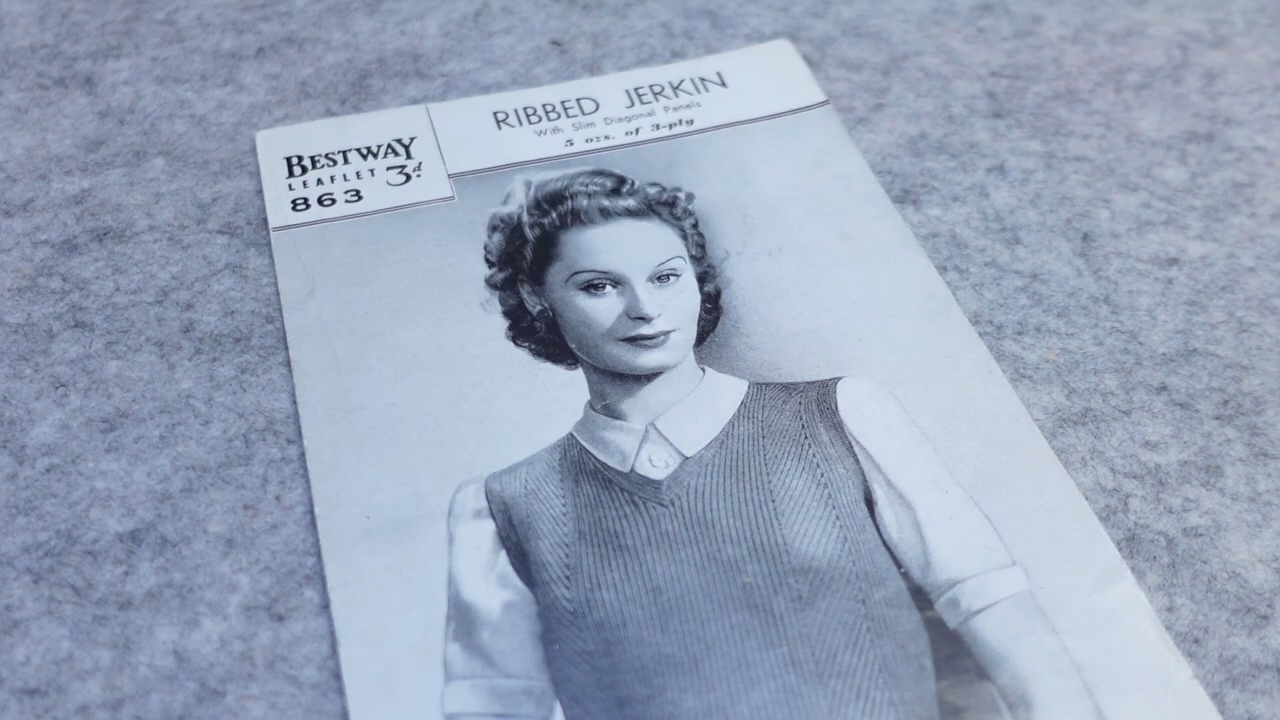 BESTWAY
LEAFLET 3d.
863
RIBBED JERKIN
With Slim Diagonal Panels
5 ozs. of 3-ply